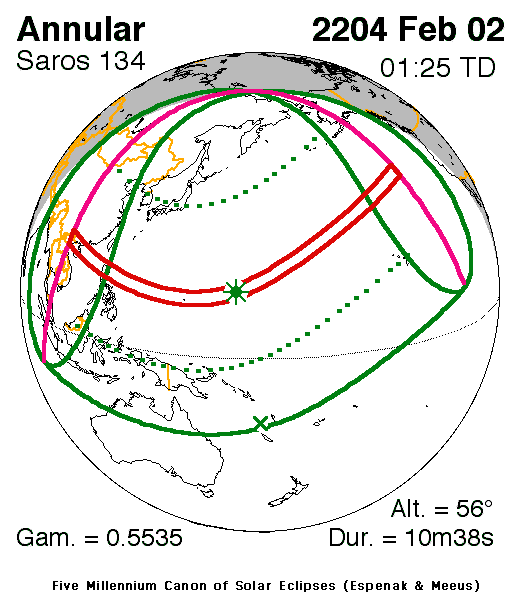 Annular
2204 Feb 02
Saros 134
01:25 TD
Alt. = 56°
Gam. = 0.5535
Dur. = 10m38s
Five Millennium Canon of Solar Eclipses (Espenak & Meeus)